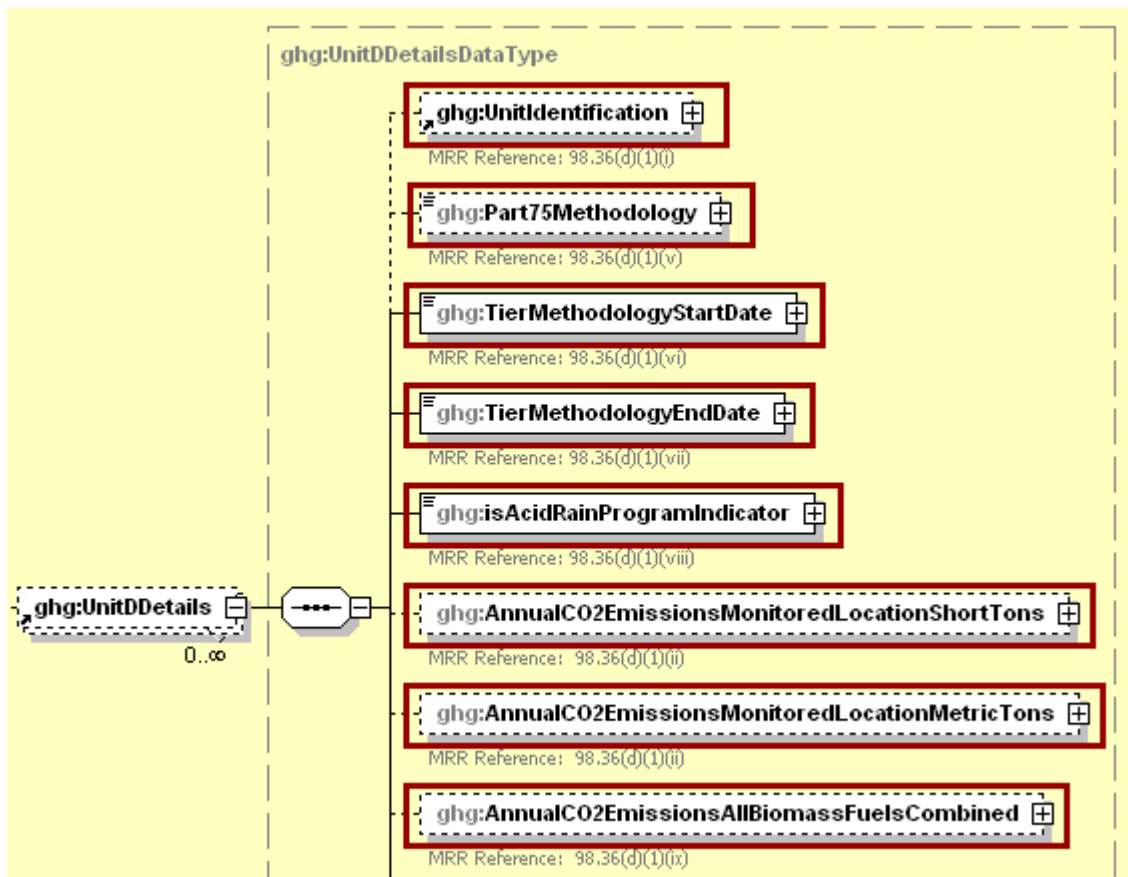 ghg:UnitDDetailsDataType
ghg:UnitIdentification
MRR Reference: 98.36(d)(1)(i)
ghg:Part75Methodology
MRR Reference: 98.36(d)(1)(v)
ghg:TierMethodologyStartDate
MRR Reference: 98.36(d)(1)(vi)
ghg:TierMethodologyEndDate
MRR Reference: 98.36(d)(1)(vii)
ghg:isAcidRainProgramIndicator
MRR Reference: 98.36(d)(1)(viii)
ghg:UnitDDetails
0..∞
ghg:AnnualCO2EmissionsMonitoredLocationShortTons
MRR Reference: 98.36(d)(1)(ii)
ghg:AnnualCO2EmissionsMonitoredLocationMetricTons
MRR Reference: 98.36(d)(1)(ii)
ghg:AnnualCO2EmissionsAllBiomassFuelsCombined
MRR Reference: 98.36(d)(1)(ix)